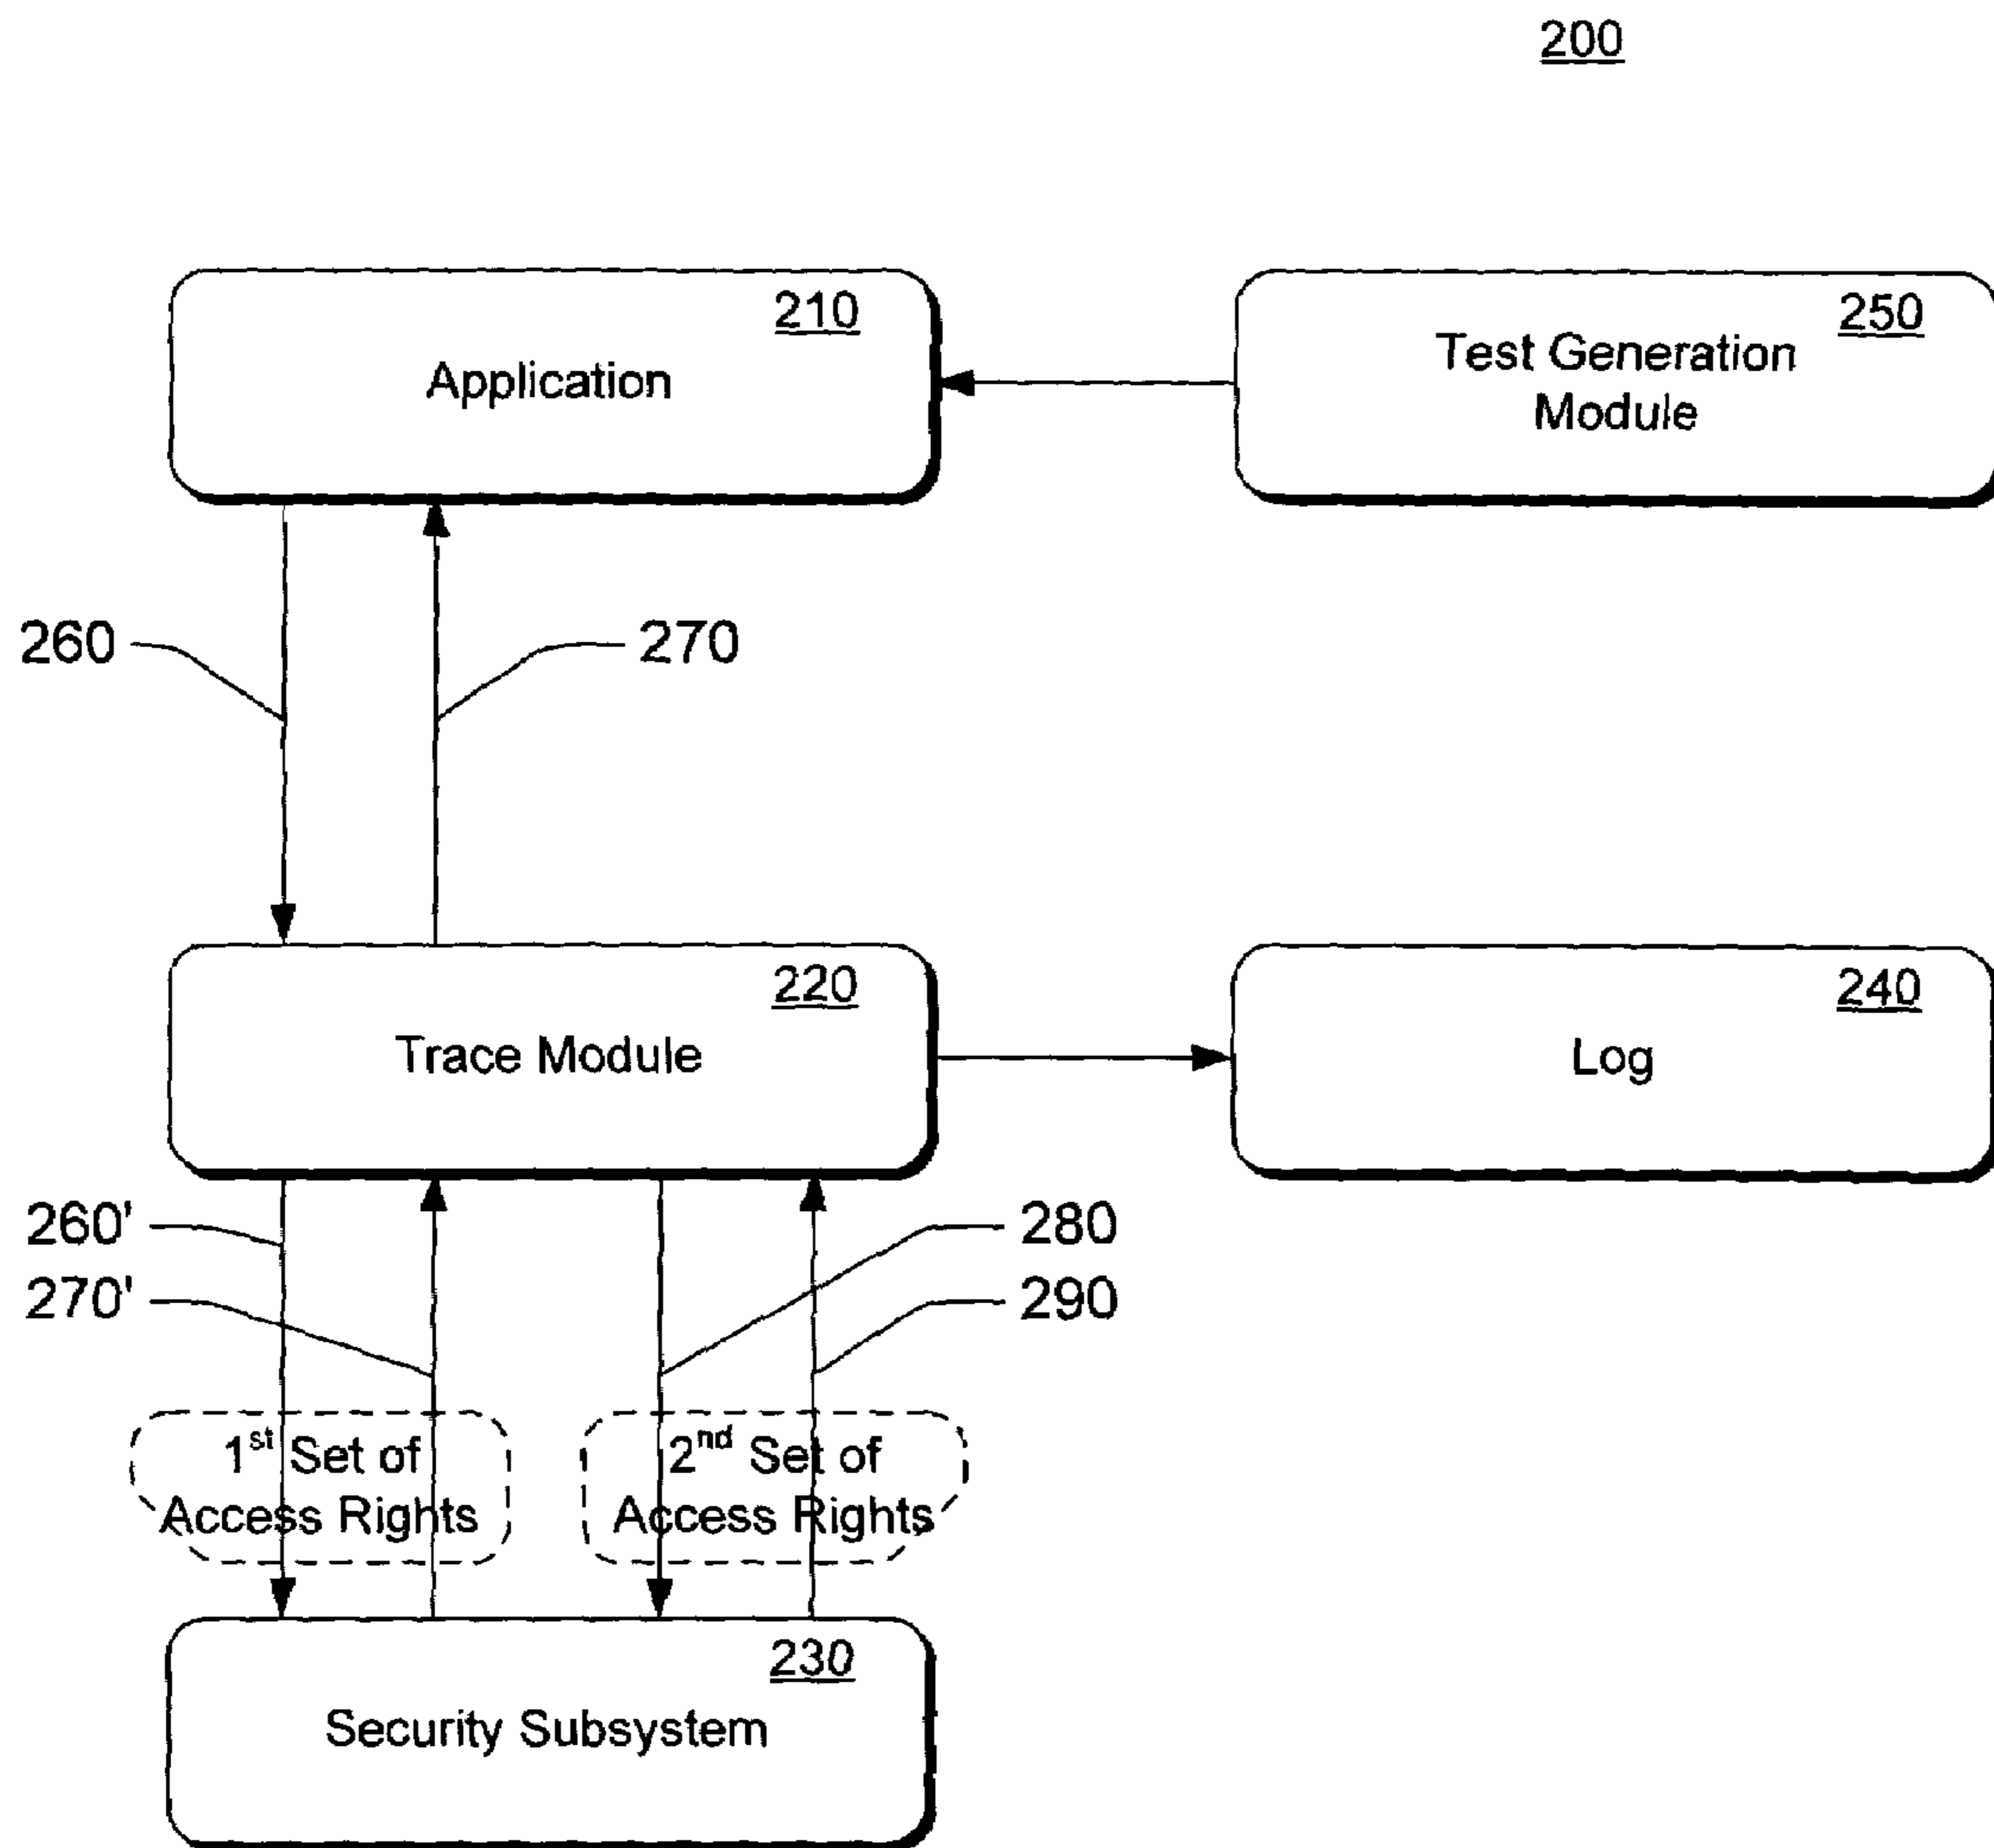 200
210
Application
250
Test Generation
Module
260
270
220
Trace Module
240
Log
260'
270'
280
290
1st Set of
Access Rights
2nd Set of
Access Rights
230
Security Subsystem